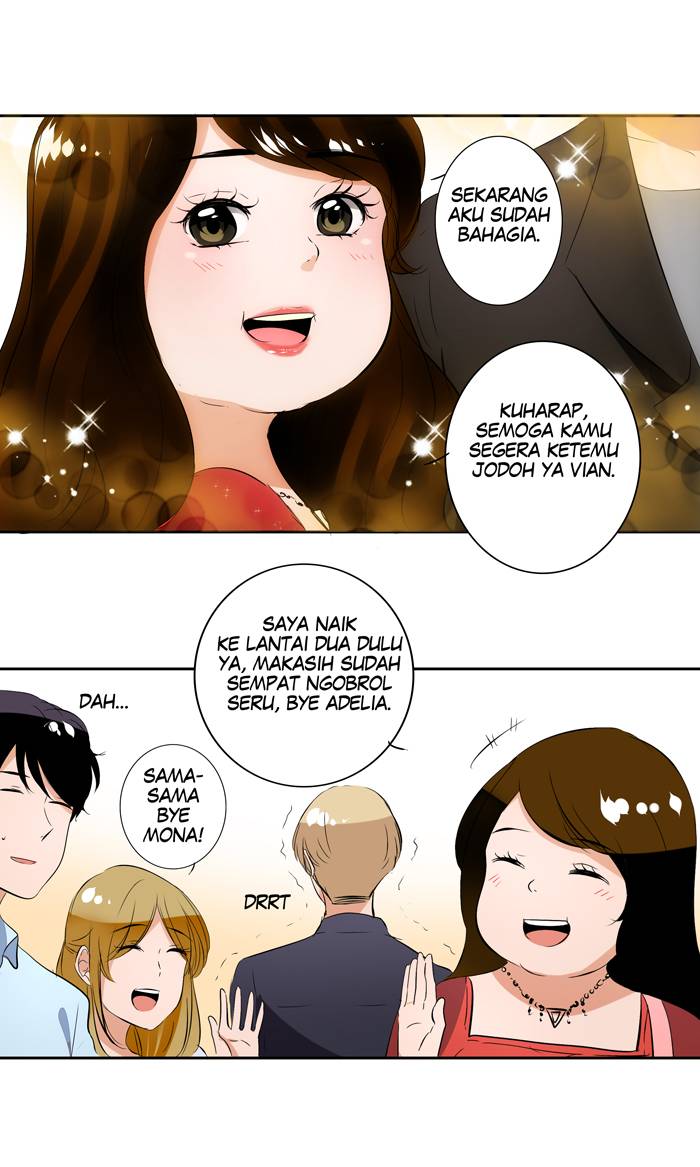 SEKARANG
AKU SUDAH
BAHAGIA.
KUHARAP,
SEMOGA KAMU
SEGERA KETEMU
JODOH YA VIAN.
SAYA NAIK
KE LANTAI DUA DULU
YA, MAKASIH SUDAH
SEMPAT NGOBROL
SERU, BYE ADELIA.
DAH...
SAMA-
SAMA
BYE
MONA!
DRRT